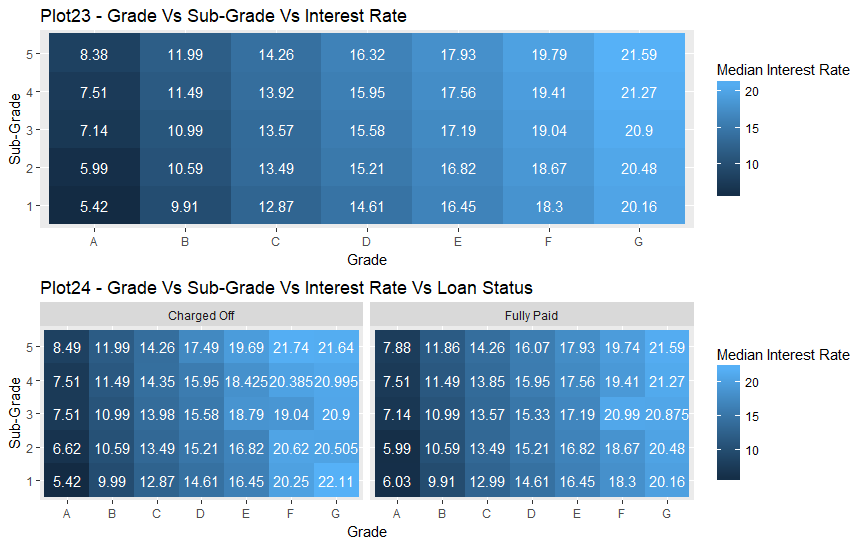 Plot23 - Grade Vs Sub-Grade Vs Interest Rate
5 8.38 11.99 14.26 16.32 17.93 19.79 21.59
4 7.51 11.49 13.92 15.95 17.56 19.41 21.27
3 7.14 10.99 13.57 15.58 17.19 19.04 20.9
2 5.99 10.59 13.49 15.21 16.82 18.67 20.48
1 5.42 9.91 12.87 14.61 16.45 18.3 20.16
Sub-Grade
A B C D E F G
Grade
Median Interest Rate
20
15
10
Plot24 - Grade Vs Sub-Grade Vs Interest Rate Vs Loan Status
Charged Off Fully Paid
5 8.49 11.99 14.26 17.49 19.69 21.74 21.64 7.88 11.86 14.26 16.07 17.93 19.74 21.59
4 7.51 11.49 14.35 15.95 18.425 20.385 20.995 7.51 11.49 13.85 15.95 17.56 19.41 21.27
3 7.51 10.99 13.98 15.58 18.79 19.04 20.9 7.14 10.99 13.57 15.33 17.19 20.99 20.875
2 6.62 10.59 13.49 15.21 16.82 20.62 20.505 5.99 10.59 13.49 15.21 16.82 18.67 20.48
1 5.42 9.99 12.87 14.61 16.45 20.25 22.11 6.03 9.91 12.99 14.61 16.45 18.3 20.16
Sub-Grade
A B C D E F G A B C D E F G
Grade
Median Interest Rate
20
15
10